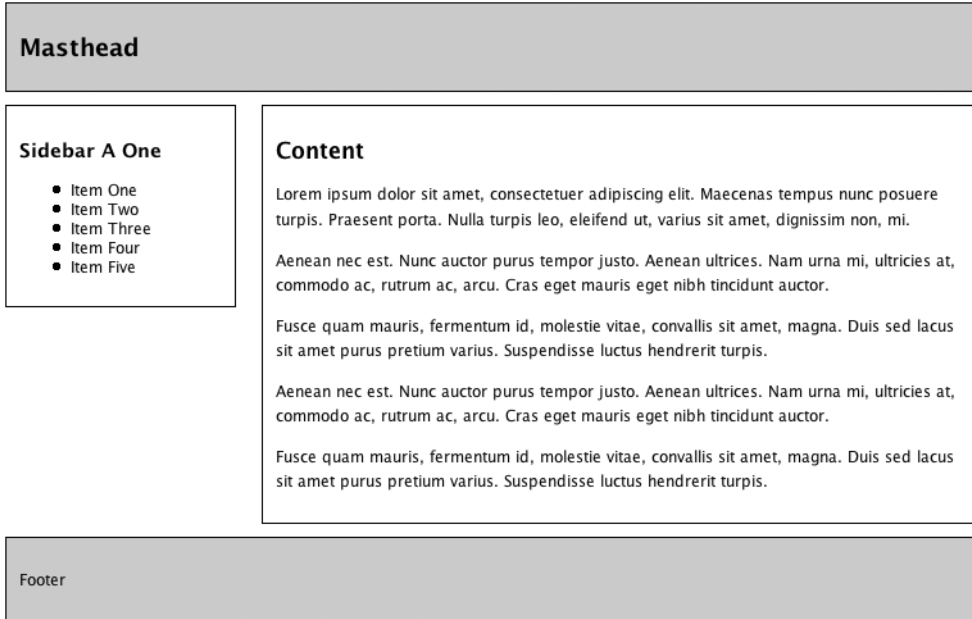 Masthead
Sidebar A One
Item One
Item Two
Item Three
Item Four
Item Five
Content
Lorem ipsum dolor sit amet, consectetuer adipiscing elit. Maecenas tempus nunc posuere
turpis. Praesent porta. Nulla turpis leo, eleifend ut, varius sit amet, dignissim non, mi.
Aenean nec est. Nunc auctor purus tempor justo. Aenean ultrices. Nam urna mi, ultricies at,
commodo ac, rutrum ac, arcu. Cras eget mauris eget nibh tincidunt auctor.
Fusce quam mauris, fermentum id, molestie vitae, convallis sit amet, magna. Duis sed lacus
sit amet purus pretium varius. Suspendisse luctus hendrerit turpis.
Aenean nec est. Nunc auctor purus tempor justo. Aenean ultrices. Nam urna mi, ultricies at,
commodo ac, rutrum ac, arcu. Cras eget mauris eget nibh tincidunt auctor.
Fusce quam mauris, fermentum id, molestie vitae, convallis sit amet, magna. Duis sed lacus
sit amet purus pretium varius. Suspendisse luctus hendrerit turpis.
Footer